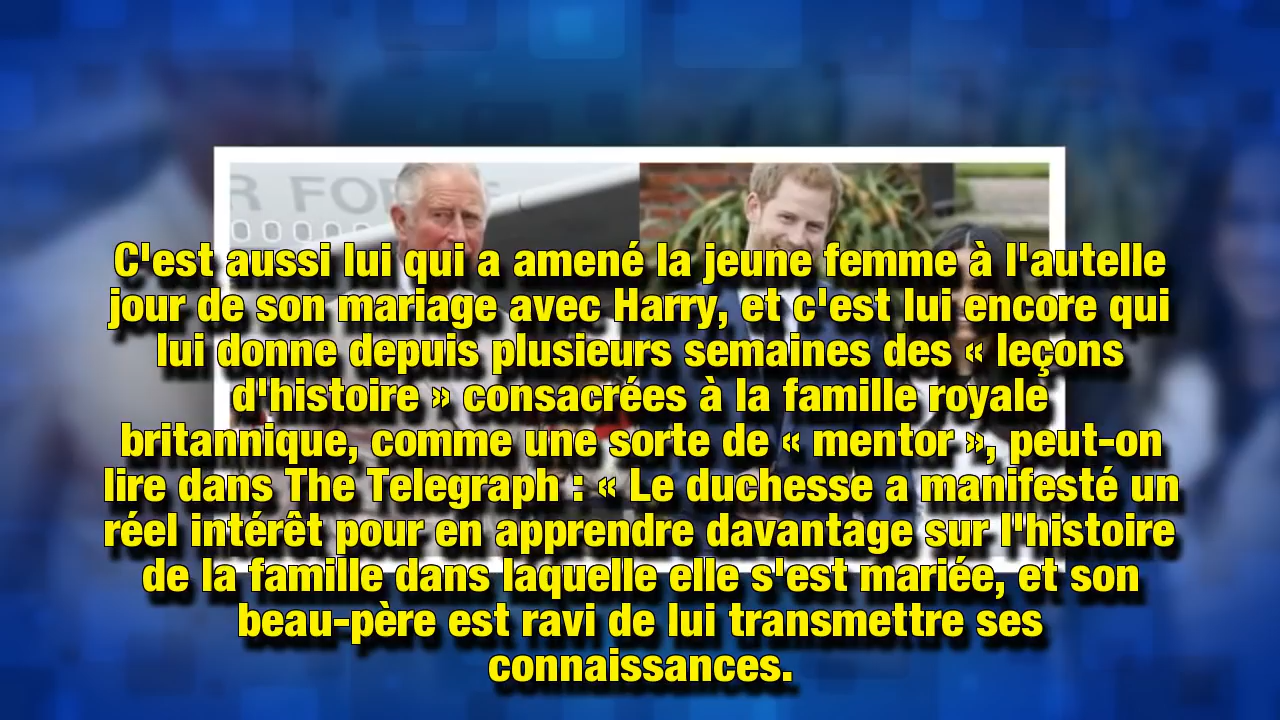 R FOR
C'est aussi lui qui a amené la jeune femme à l'autelle
jour de son mariage avec Harry, et c'est lui encore qui
lui donne depuis plusieurs semaines des « leçons
d'histoire » consacrées à la famille royale
britannique, comme une sorte de « mentor », peut-on
lire dans The Telegraph : « Le duchesse a manifesté un
réel intérêt pour en apprendre davantage sur l'histoire
de la famille dans laquelle elle s'est mariée, et son
beau-père est ravi de lui transmettre ses
connaissances.